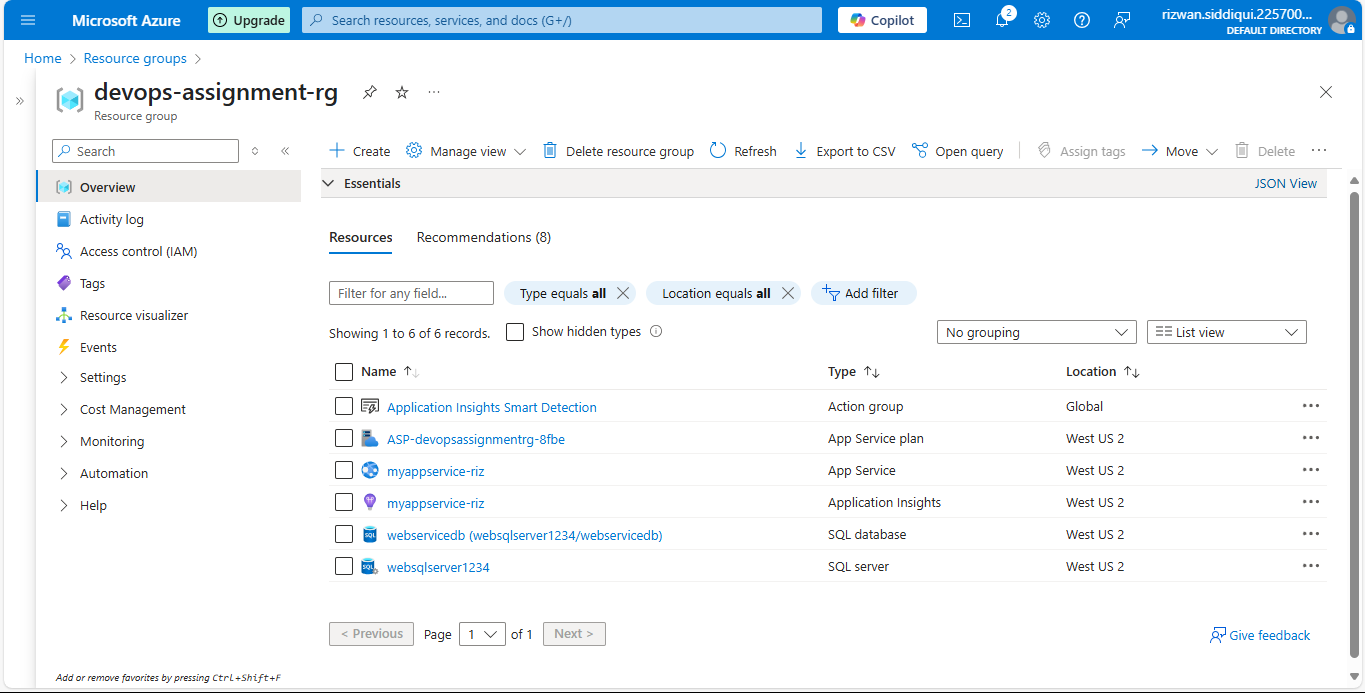 Microsoft Azure
Upgrade
Search resources, services, and docs (G+/)
Copilot
2
rizwan.siddiqui.225700...
DEFAULT DIRECTORY
Home > Resource groups >
devops-assignment-rg
Resource group
Search
Overview
Activity log
Access control (IAM)
Tags
Resource visualizer
Events
Settings
Cost Management
Monitoring
Automation
Help
Add or remove favorites by pressing Ctrl+Shift+F
Create Manage view Delete resource group Refresh Export to CSV Open query Assign tags Move Delete
Essentials JSON View
Resources Recommendations (8)
Filter for any field... Type equals all Location equals all Add filter
Showing 1 to 6 of 6 records. Show hidden types
No grouping List view
Name Type Location
Application Insights Smart Detection Action group Global
ASP-devopsassignmentrg-8fbe App Service plan West US 2
myappservice-riz App Service West US 2
myappservice-riz Application Insights West US 2
webservicedb (websqlserver1234/webservicedb) SQL database West US 2
websqlserver1234 SQL server West US 2
< Previous Page 1 of 1 Next >
Give feedback